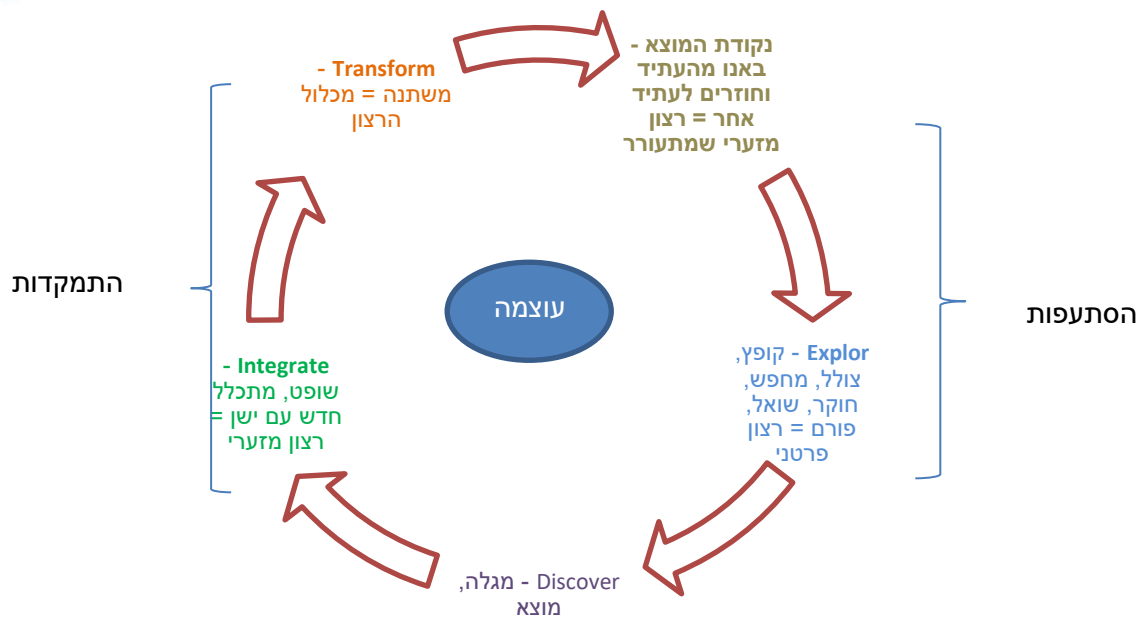 נקודת המוצא -
באנו מהעתיד
וחוזרים לעתיד
אחר = רצון
מזערי שמתעורר
הסתעפות
Explor - קופץ,
צולל, מחפש,
חוקר, שואל,
פורם = רצון
פרטני
Discover - מגלה,
מוצא
Integrate -
שופט, מתכלל
חדש עם ישן =
רצון מזערי
התמקדות
Transform -
משתנה = מכלול
הרצון
עוצמה